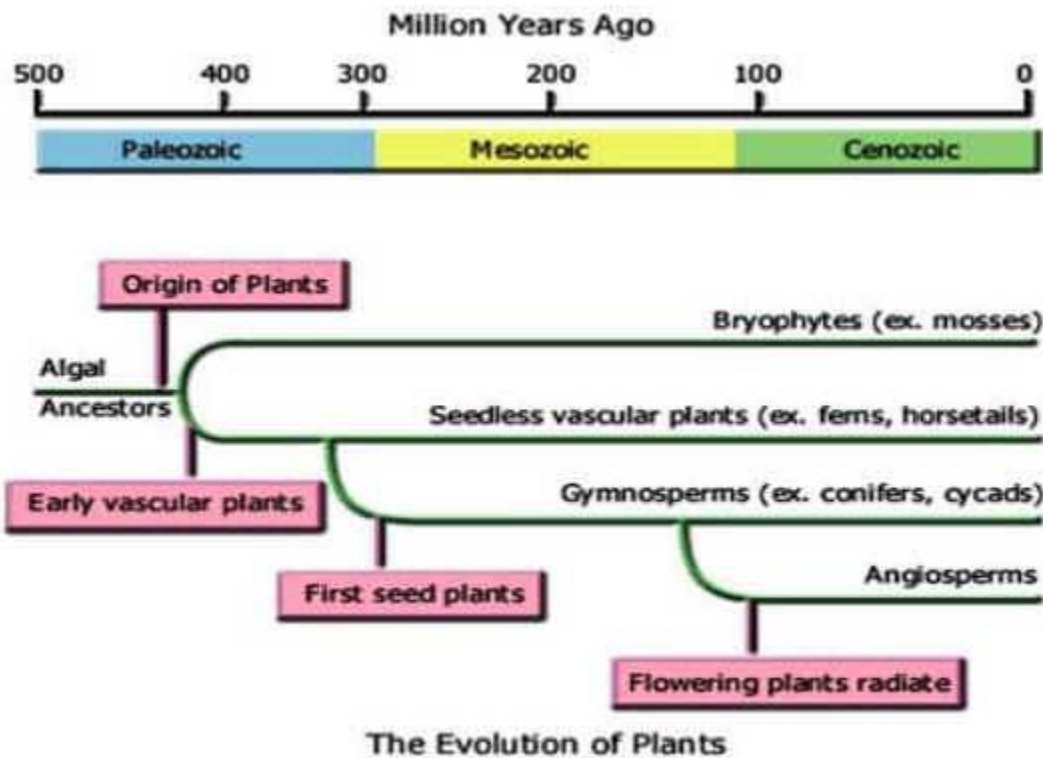 Million Years Ago
500 400 300 200 100 0
Paleozoic Mesozoic Cenozoic
Origin of Plants
Bryophytes (ex. mosses)
Algal
Ancestors
Seedless vascular plants (ex. ferns, horsetails)
Early vascular plants
Gymnosperms (ex. conifers, cycads)
First seed plants
Angiosperms
Flowering plants radiate
The Evolution of Plants